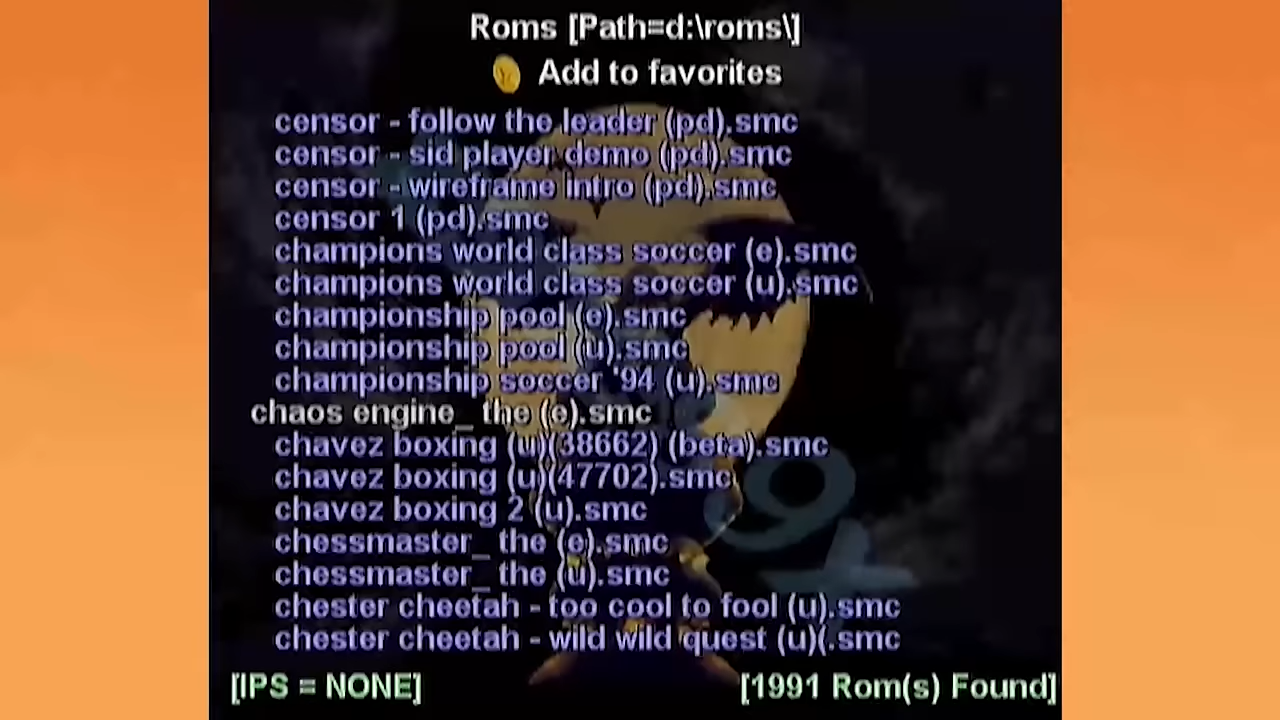 Roms [Path=d:\roms\]
Add to favorites
censor - follow the leader (pd).smc
censor - sid player demo (pd).smc
censor - wireframe intro (pd).smc
censor 1 (pd).smc
champions world class soccer (e).smc
champions world class soccer (u).smc
championship pool (e).smc
championship pool (u).smc
championship soccer '94 (u).smc
chaos engine_ the (e).smc
chavez boxing (u)(38662) (beta).smc
chavez boxing (u)(47702).smc
chavez boxing 2 (u).smc
chessmaster_ the (e).smc
chessmaster_ the (u).smc
chester cheetah - too cool to fool (u).smc
chester cheetah - wild wild quest (u)(.smc
[IPS = NONE]
[1991 Rom(s) Found]